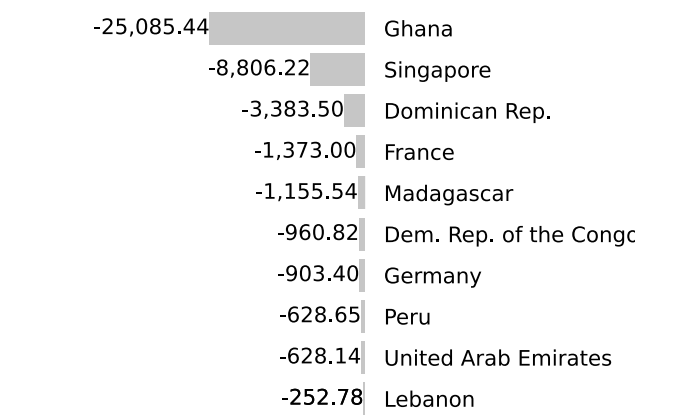 -25,085.44 Ghana
-8,806.22 Singapore
-3,383.50 Dominican Rep.
-1,373.00 France
-1,155.54 Madagascar
-960.82 Dem. Rep. of the Congo
-903.40 Germany
-628.65 Peru
-628.14 United Arab Emirates
-252.78 Lebanon